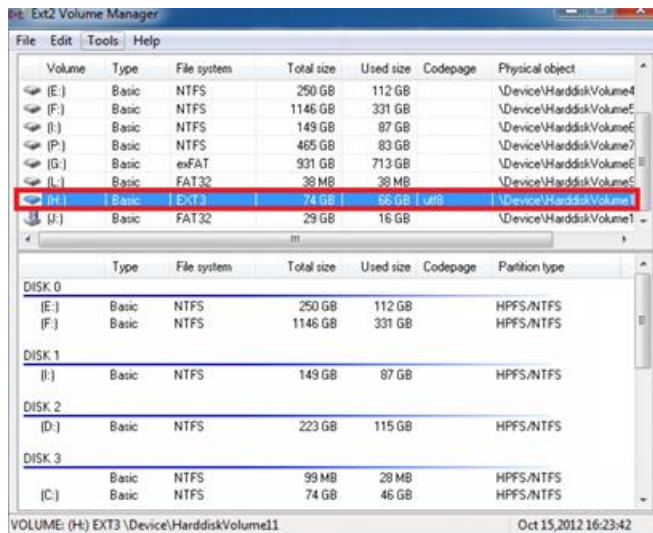 Ext2 Volume Manager
File Edit Tools Help
Volume Type File system Total size Used size Codepage Physical object
(E:) Basic NTFS 250 GB 112 GB \Device\HarddiskVolume4
(F:) Basic NTFS 1146 GB 331 GB \Device\HarddiskVolume5
(I:) Basic NTFS 149 GB 87 GB \Device\HarddiskVolume6
(P:) Basic NTFS 465 GB 83 GB \Device\HarddiskVolume7
(G:) Basic exFAT 931 GB 713 GB \Device\HarddiskVolume8
(L:) Basic FAT32 38 MB 38 MB \Device\HarddiskVolume9
(H:) Basic EXT3 74 GB 66 GB utf8 \Device\HarddiskVolume1
(J:) Basic FAT32 29 GB 16 GB \Device\HarddiskVolume1
Type File system Total size Used size Codepage Partition type
DISK 0
(E:) Basic NTFS 250 GB 112 GB HPFS/NTFS
(F:) Basic NTFS 1146 GB 331 GB HPFS/NTFS
DISK 1
(I:) Basic NTFS 149 GB 87 GB HPFS/NTFS
DISK 2
(D:) Basic NTFS 223 GB 115 GB HPFS/NTFS
DISK 3
Basic NTFS 99 MB 28 MB HPFS/NTFS
(C:) Basic NTFS 74 GB 46 GB HPFS/NTFS
VOLUME: (H:) EXT3 \Device\HarddiskVolume11 Oct 15,2012 16:23:42